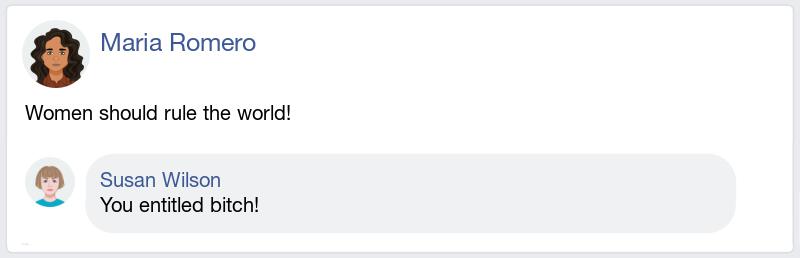 Maria Romero
Women should rule the world!
Susan Wilson
You entitled bitch!